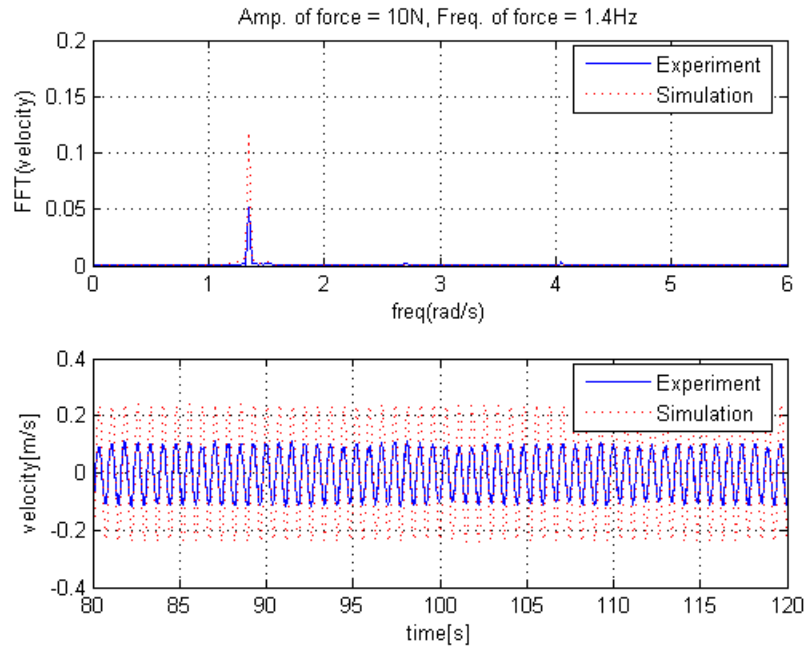 Amp. of force = 10N, Freq. of force = 1.4Hz
0.2
0.15
0.1
0.05
0
FFT(velocity)
Experiment
Simulation
0 1 2 3 4 5 6
freq(rad/s)
0.4
0.2
0
-0.2
-0.4
velocity[m/s]
Experiment
Simulation
80 85 90 95 100 105 110 115 120
time[s]